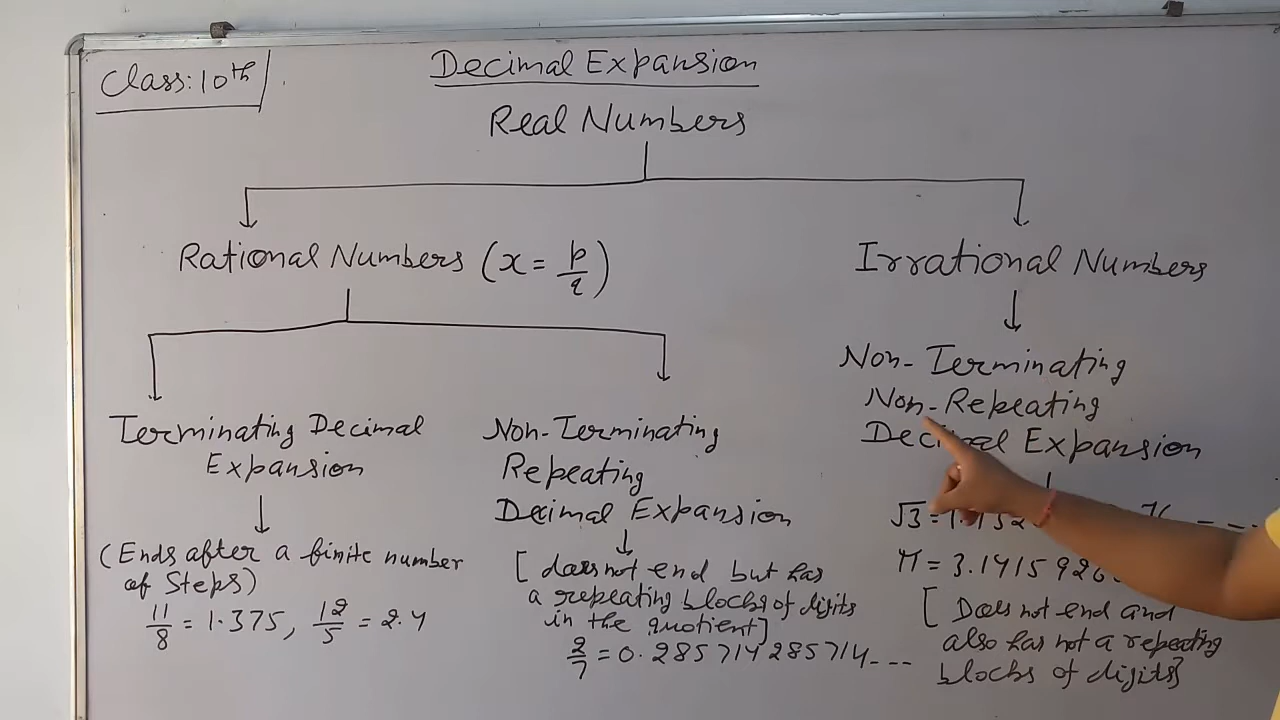 Class: 10th
Decimal Expansion
Real Numbers
Rational Numbers (x = p/q)
Irrational Numbers
Terminating Decimal
Expansion
(Ends after a finite number
of Steps)
11/8 = 1.375, 12/5 = 2.4
Non-Terminating
Repeating
Decimal Expansion
[does not end but has
a repeating blocks of digits
in the quotient]
2/7 = 0.285714285714---
Non-Terminating
Non-Repeating
Decimal Expansion
√3 = 1.
π = 3.141592
[Does not end and
also has not a repeating
blocks of digits}